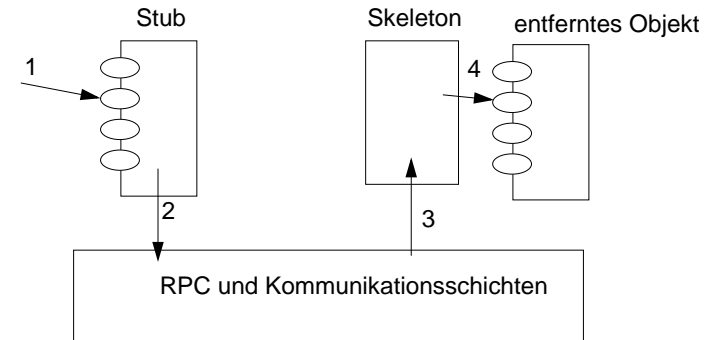 Stub
Skeleton
entferntes Objekt
1
4
2
3
RPC und Kommunikationsschichten